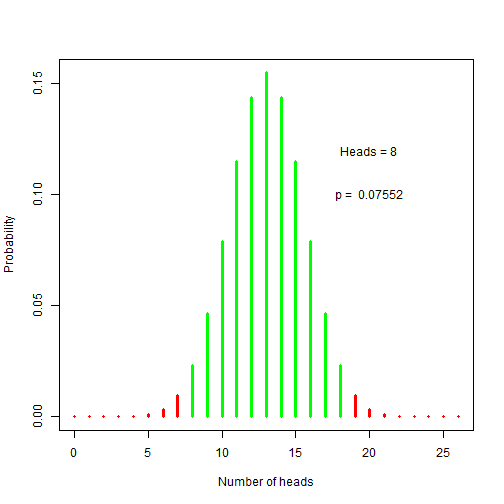 Heads = 8
p = 0.07552
Probability
0.15
0.10
0.05
0.00
0 5 10 15 20 25
Number of heads